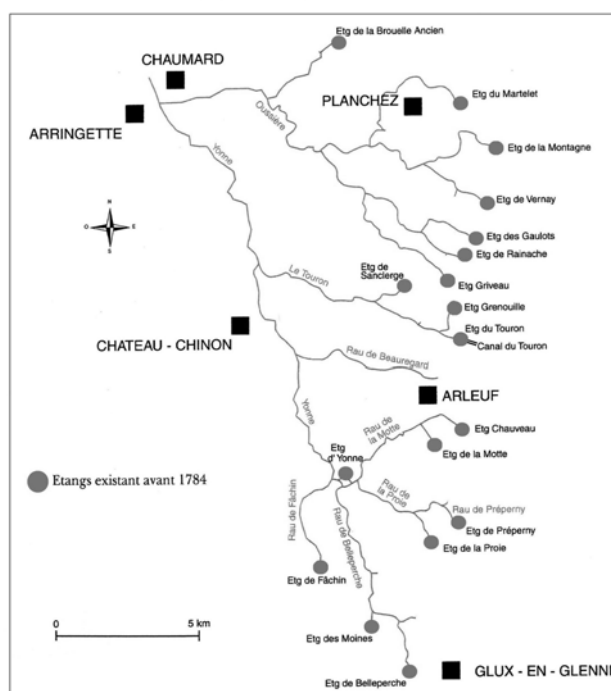 Etg de la Brouelle Ancien
CHAUMARD
PLANCHEZ
Etg du Martelet
ARRINGETTE
Oussière
Etg de la Montagne
Yonne
Etg de Vernay
N
O
E
S
Etg des Gaulots
Etg de Rainache
Le Touron
Etg de
Sancierge
Etg Griveau
Etg Grenouille
Etg du Touron
Canal du Touron
CHATEAU - CHINON
Rau de Beauregard
ARLEUF
Yonne
Rau de
la Motte
Etg Chauveau
Etg de la Motte
Etg
d'Yonne
Etangs existant avant 1784
Rau de
la Proie
Rau de Préperny
Etg de Préperny
Etg de la Proie
Rau de Fâchin
Rau de Belleperche
Etg de Fâchin
0
5 km
Etg des Moines
Etg de Belleperche
GLUX - EN - GLENNE